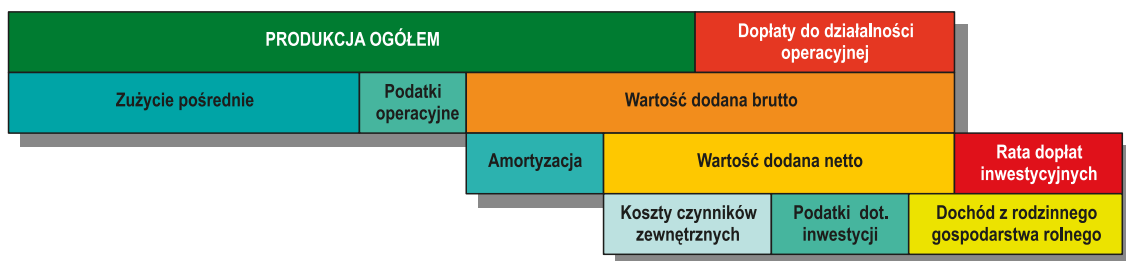 PRODUKCJA OGÓŁEM
Dopłaty do działalności
operacyjnej
Zużycie pośrednie
Podatki
operacyjne
Wartość dodana brutto
Amortyzacja
Wartość dodana netto
Rata dopłat
inwestycyjnych
Koszty czynników
zewnętrznych
Podatki dot.
inwestycji
Dochód z rodzinnego
gospodarstwa rolnego